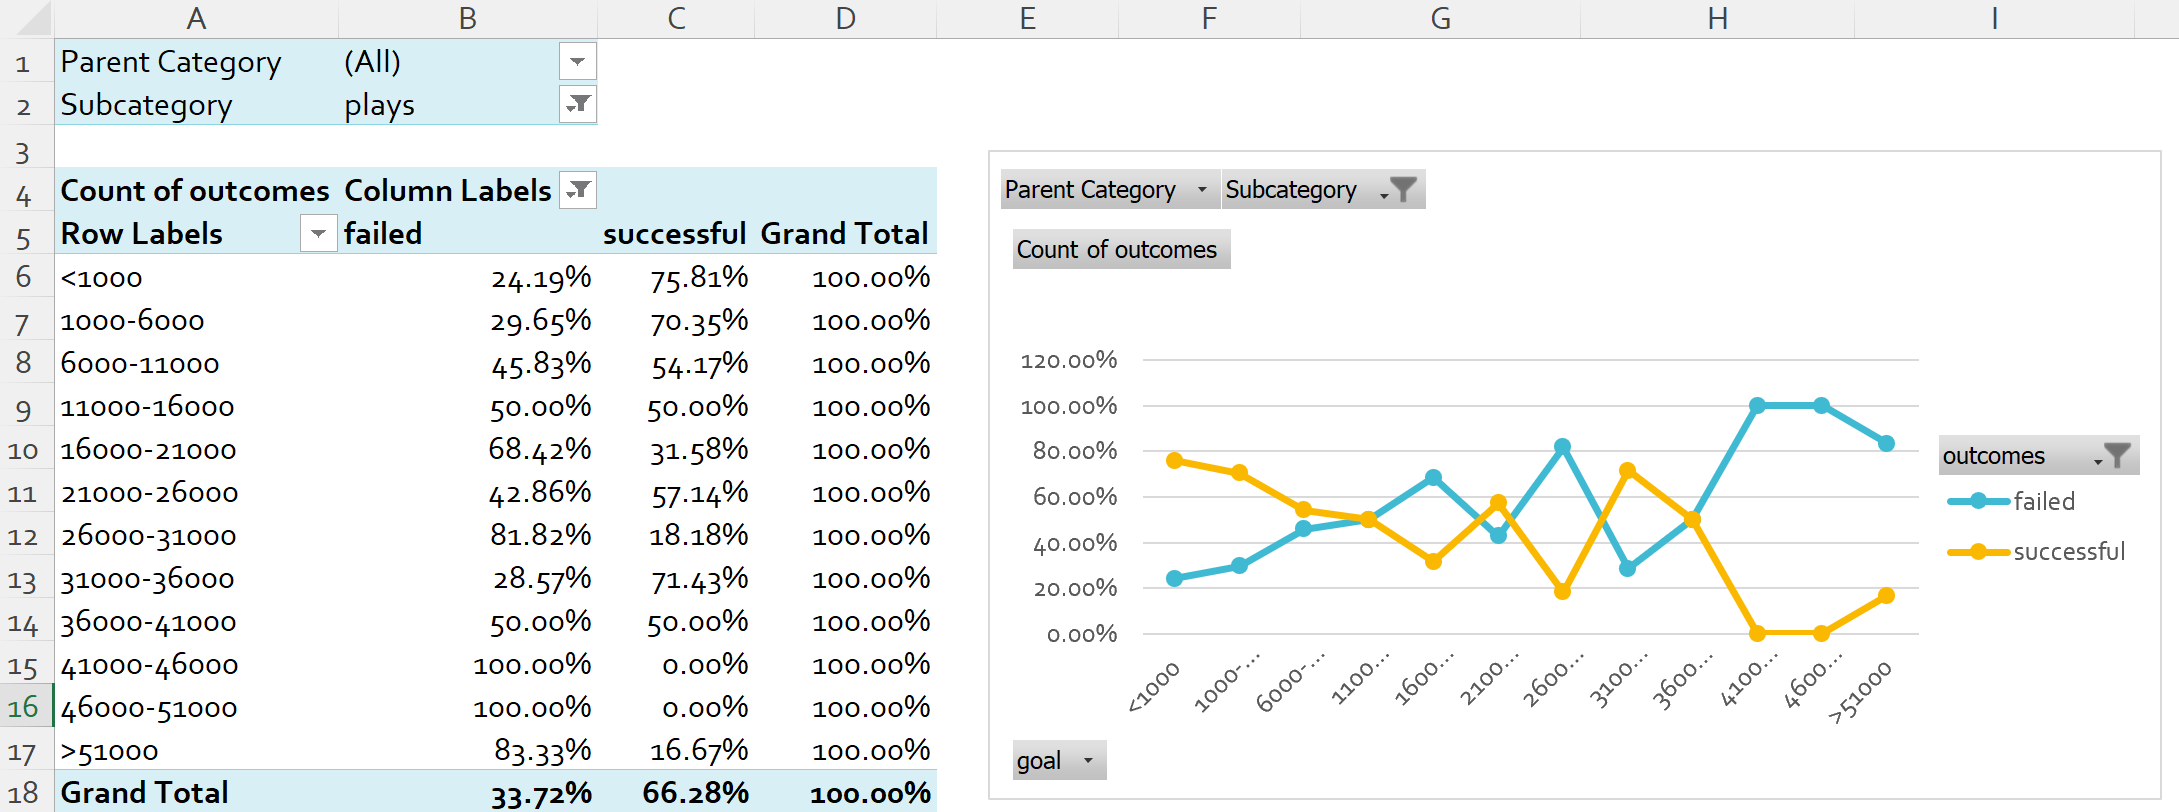 A B C D E F G H I
1 Parent Category (All)
2 Subcategory plays
3
4 Count of outcomes Column Labels
5 Row Labels failed successful Grand Total
6 <1000 24.19% 75.81% 100.00%
7 1000-6000 29.65% 70.35% 100.00%
8 6000-11000 45.83% 54.17% 100.00%
9 11000-16000 50.00% 50.00% 100.00%
10 16000-21000 68.42% 31.58% 100.00%
11 21000-26000 42.86% 57.14% 100.00%
12 26000-31000 81.82% 18.18% 100.00%
13 31000-36000 28.57% 71.43% 100.00%
14 36000-41000 50.00% 50.00% 100.00%
15 41000-46000 100.00% 0.00% 100.00%
16 46000-51000 100.00% 0.00% 100.00%
17 >51000 83.33% 16.67% 100.00%
18 Grand Total 33.72% 66.28% 100.00%
Parent Category Subcategory
Count of outcomes
120.00%
100.00%
80.00%
60.00%
40.00%
20.00%
0.00%
<1000 1000-... 6000-... 1100... 1600... 2100... 2600... 3100... 3600... 4100... 4600... >51000
outcomes
failed
successful
goal